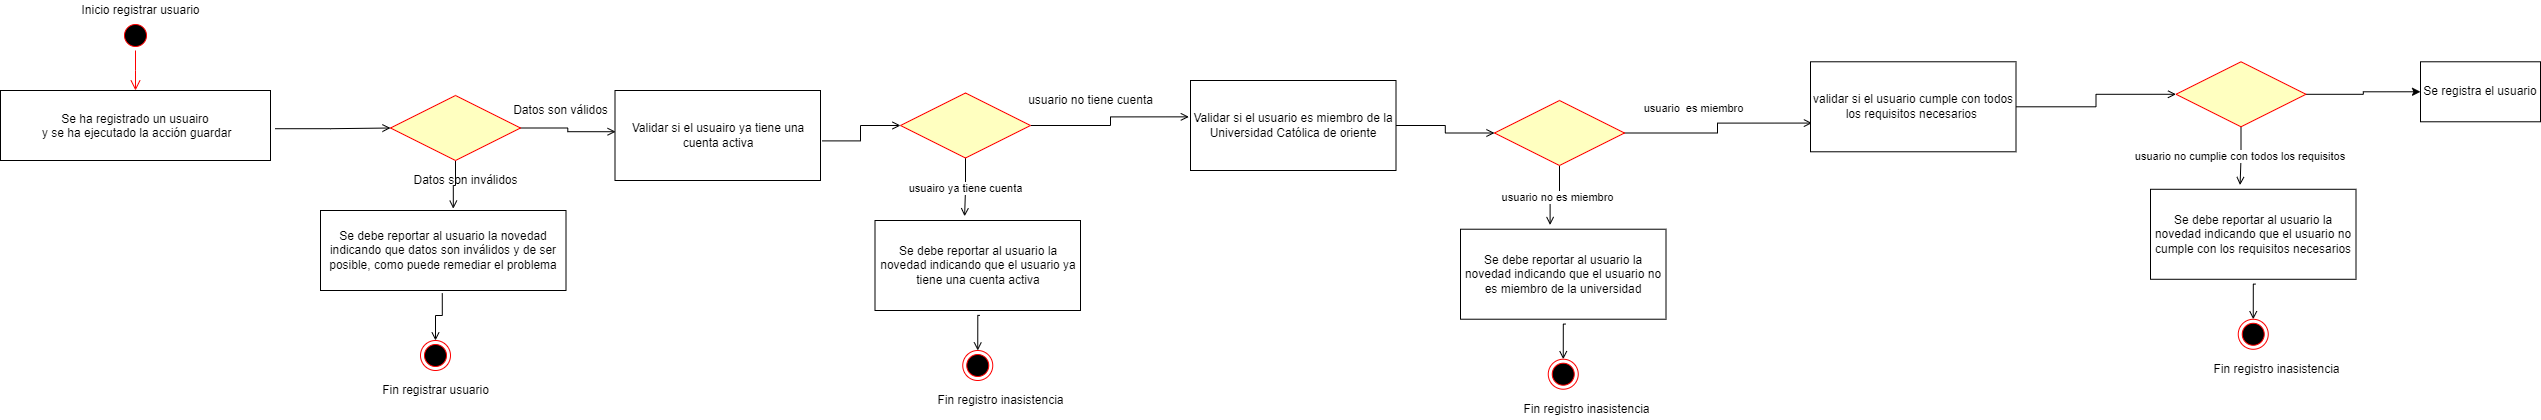 Inicio registrar usuario
Se ha registrado un usuairo
y se ha ejecutado la acción guardar
Datos son válidos
Datos son inválidos
Se debe reportar al usuario la novedad
indicando que datos son inválidos y de ser
posible, como puede remediar el problema
Fin registrar usuario
Validar si el usuairo ya tiene una
cuenta activa
usuario no tiene cuenta
usuairo ya tiene cuenta
Se debe reportar al usuario la
novedad indicando que el usuario ya
tiene una cuenta activa
Fin registro inasistencia
Validar si el usuario es miembro de la
Universidad Católica de oriente
usuario  es miembro
usuario no es miembro
Se debe reportar al usuario la
novedad indicando que el usuario no
es miembro de la universidad
Fin registro inasistencia
validar si el usuario cumple con todos
los requisitos necesarios
usuario no cumplie con todos los requisitos
Se debe reportar al usuario la
novedad indicando que el usuario no
cumple con los requisitos necesarios
Fin registro inasistencia
Se registra el usuario